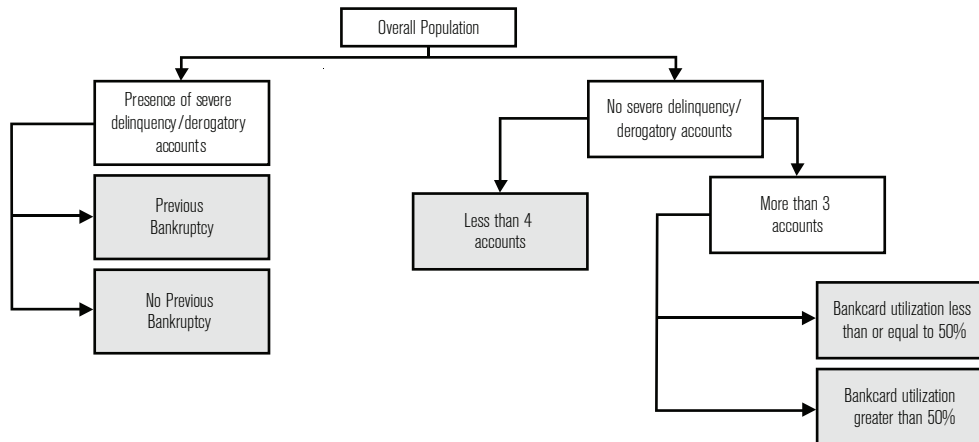 Overall Population
Presence of severe
delinquency/derogatory
accounts
Previous
Bankruptcy
No Previous
Bankruptcy
No severe delinquency/
derogatory accounts
Less than 4
accounts
More than 3
accounts
Bankcard utilization less
than or equal to 50%
Bankcard utilization
greater than 50%